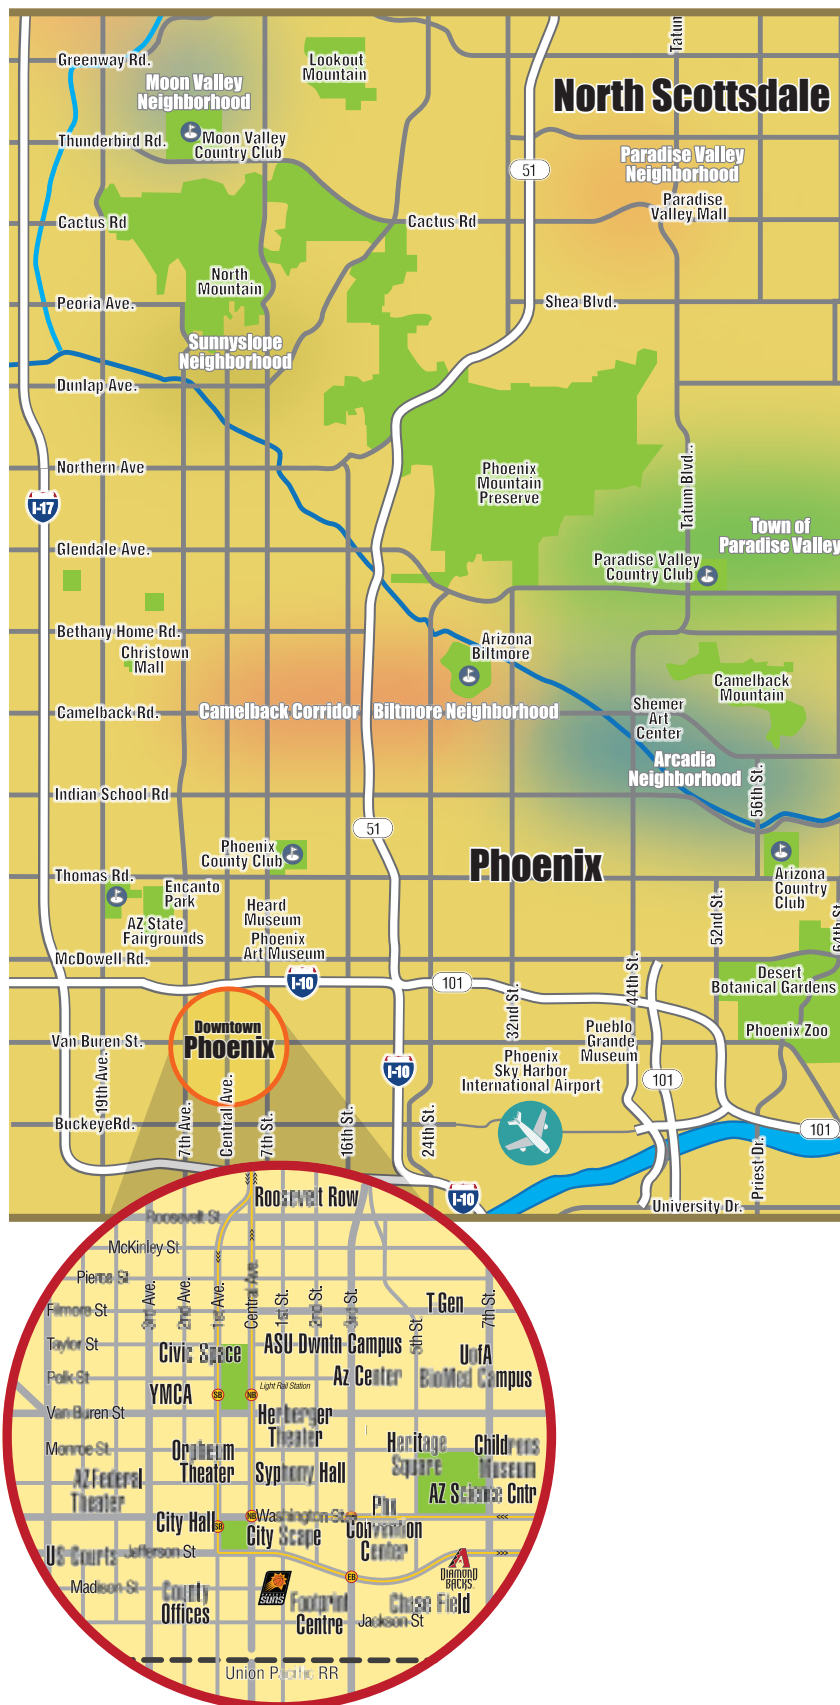 Tatum
Greenway Rd.
Lookout
Mountain
Moon Valley
Neighborhood
North Scottsdale
Thunderbird Rd.
Moon Valley
Country Club
51
Paradise Valley
Neighborhood
Paradise
Valley Mall
Cactus Rd
Cactus Rd
North
Mountain
Peoria Ave.
Shea Blvd.
Sunnyslope
Neighborhood
Dunlap Ave.
Northern Ave
Phoenix
Mountain
Preserve
Tatum Blvd..
I-17
Town of
Paradise Valley
Glendale Ave.
Paradise Valley
Country Club
Bethany Home Rd.
Christown
Mall
Arizona
Biltmore
Camelback
Mountain
Camelback Rd.
Camelback Corridor
Biltmore Neighborhood
Shemer
Art
Center
Arcadia
Neighborhood
56th St.
Indian School Rd
51
Phoenix
County Club
Phoenix
Thomas Rd.
Encanto
Park
Arizona
Country
Club
AZ State
Fairgrounds
Heard
Museum
Phoenix
Art Museum
52nd St.
64th St.
McDowell Rd.
I-10
101
32nd St.
44th St.
Desert
Botanical Gardens
Downtown
Phoenix
Van Buren St.
Pueblo
Grande
Museum
Phoenix Zoo
Phoenix
Sky Harbor
International Airport
I-10
101
19th Ave.
BuckeyeRd.
7th Ave.
Central Ave.
7th St.
16th St.
24th St.
101
Priest Dr.
I-10
University Dr.
Roosevelt Row
Roosevelt St
McKinley St
Pierce St
3rd Ave.
2nd Ave.
1st Ave.
Central Ave.
1st St.
2nd St.
3rd St.
5th St.
7th St.
Fillmore St
T Gen
Taylor St
Civic Space
ASU Dwntn Campus
UofA
BioMed Campus
Polk St
Az Center
YMCA
SB
NB
Light Rail Station
Van Buren St
Herberger
Theater
Monroe St.
Orpheum
Theater
Heritage
Square
Childrens
Museum
AZ Federal
Theater
Syphony Hall
AZ Science Cntr
City Hall
SB
NB
Washington St
City Scape
Phx
Convention
Center
US Courts
Jefferson St
EB
DIAMOND
BACKS
Madison St
County
Offices
SUNS
Footprint
Centre
Chase Field
Jackson St
Union Pacific RR